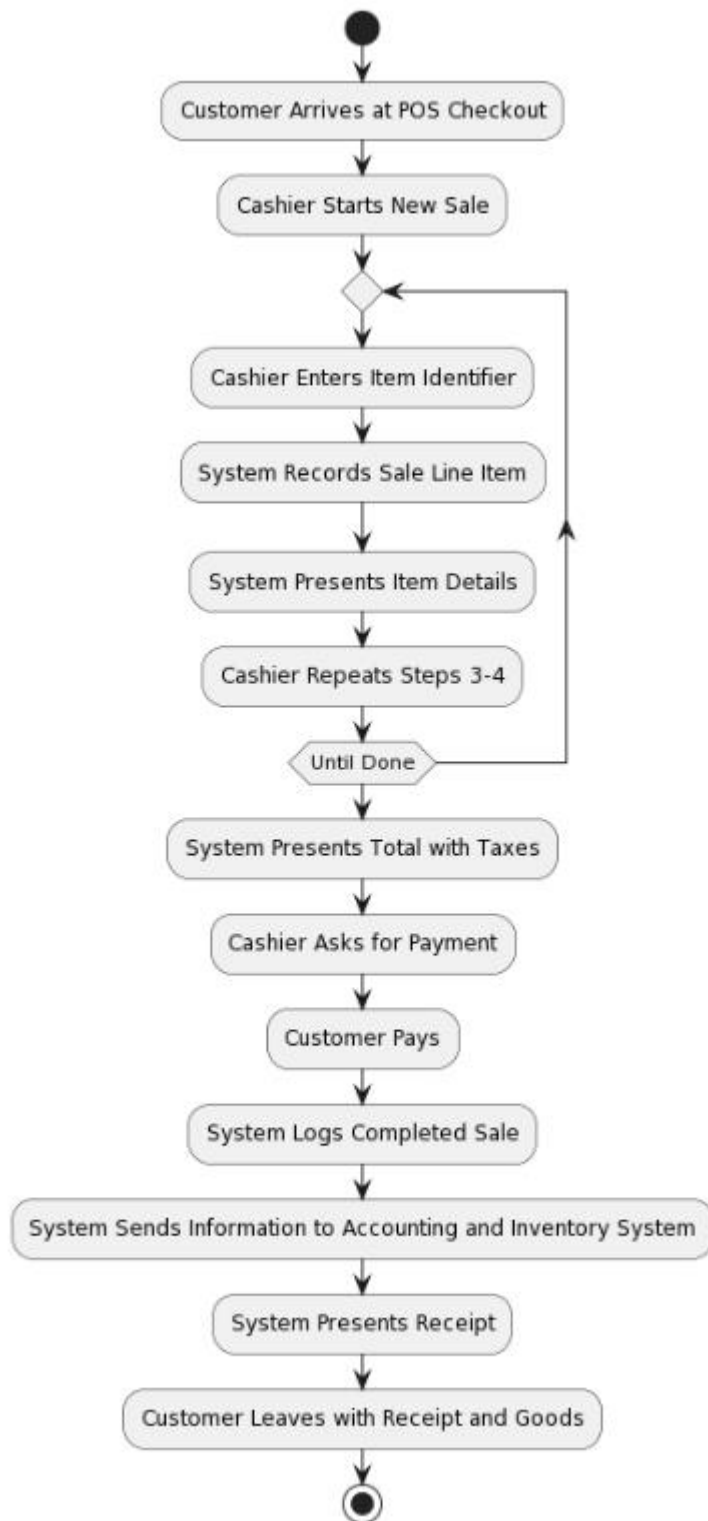 Customer Arrives at POS Checkout
Cashier Starts New Sale
Cashier Enters Item Identifier
System Records Sale Line Item
System Presents Item Details
Cashier Repeats Steps 3-4
Until Done
System Presents Total with Taxes
Cashier Asks for Payment
Customer Pays
System Logs Completed Sale
System Sends Information to Accounting and Inventory System
System Presents Receipt
Customer Leaves with Receipt and Goods